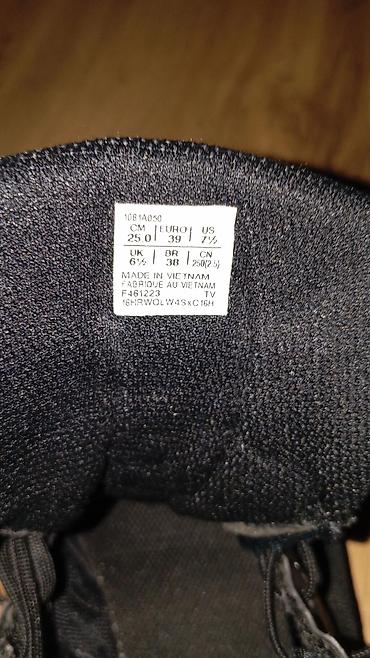 1081A050
CM 25.0 EURO 39 US 7½
UK 6½ BR 38 CN 250(2.5)
MADE IN VIETNAM
FABRIQUE AU VIETNAM
F461223 TV